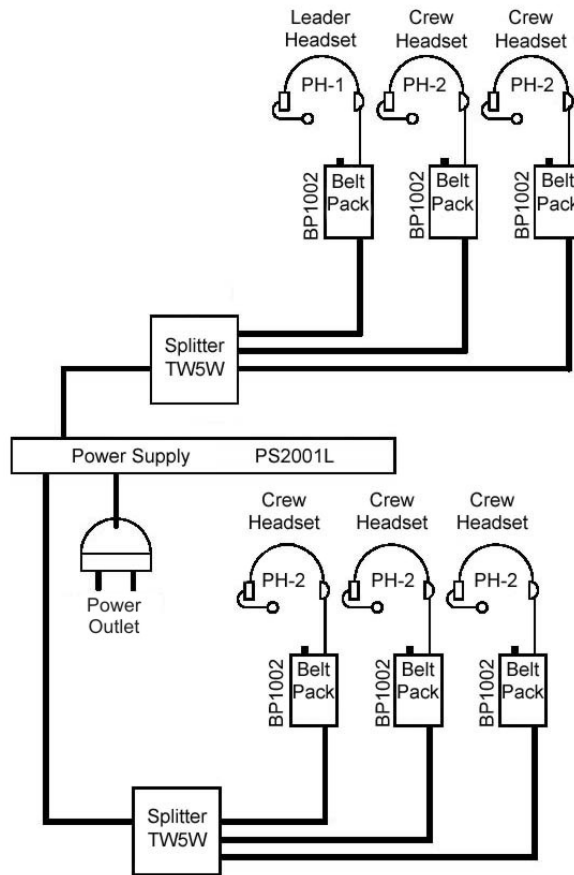 Leader
Headset
Crew
Headset
Crew
Headset
PH-1
PH-2
PH-2
BP1002
Belt
Pack
BP1002
Belt
Pack
BP1002
Belt
Pack
Splitter
TW5W
Power Supply PS2001L
Power
Outlet
Crew
Headset
Crew
Headset
Crew
Headset
PH-2
PH-2
PH-2
BP1002
Belt
Pack
BP1002
Belt
Pack
BP1002
Belt
Pack
Splitter
TW5W